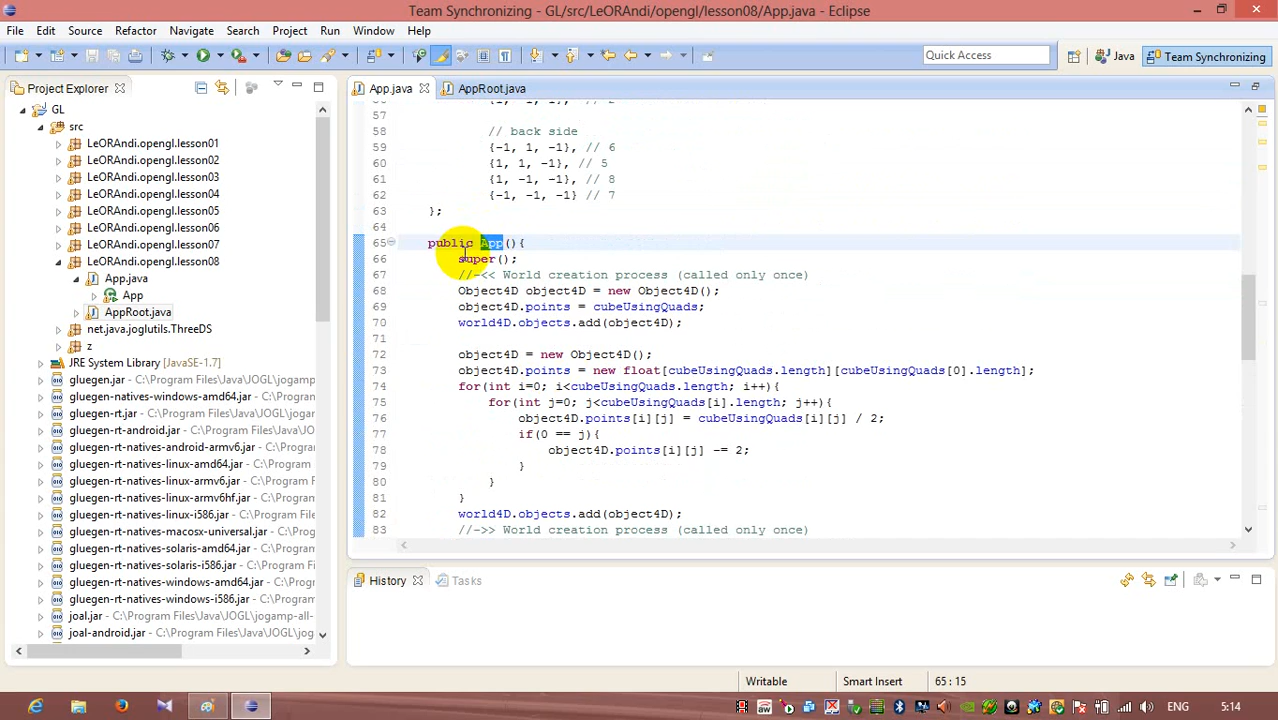 Team Synchronizing - GL/src/LeORAndi/opengl/lesson08/App.java - Eclipse
File Edit Source Refactor Navigate Search Project Run Window Help
Quick Access
Java
Team Synchronizing
Project Explorer
GL
src
LeORAndi.opengl.lesson01
LeORAndi.opengl.lesson02
LeORAndi.opengl.lesson03
LeORAndi.opengl.lesson04
LeORAndi.opengl.lesson05
LeORAndi.opengl.lesson06
LeORAndi.opengl.lesson07
LeORAndi.opengl.lesson08
App.java
App
AppRoot.java
net.java.joglutils.ThreeDS
z
JRE System Library [JavaSE-1.7]
gluegen.jar - C:\Program Files\Java\JOGL\jogamp
gluegen-natives-windows-amd64.jar - C:\Program
gluegen-rt.jar - C:\Program Files\Java\JOGL\jogan
gluegen-rt-android.jar - C:\Program Files\Java\JO
gluegen-rt-natives-android-armv6.jar - C:\Progra
gluegen-rt-natives-linux-amd64.jar - C:\Program
gluegen-rt-natives-linux-armv6.jar - C:\Program F
gluegen-rt-natives-linux-armv6hf.jar - C:\Program
gluegen-rt-natives-linux-i586.jar - C:\Program File
gluegen-rt-natives-macosx-universal.jar - C:\Prog
gluegen-rt-natives-solaris-amd64.jar - C:\Program
gluegen-rt-natives-solaris-i586.jar - C:\Program Fi
gluegen-rt-natives-windows-amd64.jar - C:\Progr
gluegen-rt-natives-windows-i586.jar - C:\Program
joal.jar - C:\Program Files\Java\JOGL\jogamp-all-
joal-android.jar - C:\Program Files\Java\JOGL\jog
App.java
AppRoot.java
57
58 // back side
59 {-1, 1, -1}, // 6
60 {1, 1, -1}, // 5
61 {1, -1, -1}, // 8
62 {-1, -1, -1} // 7
63 };
64
65 public App(){
66 super();
67 //-<< World creation process (called only once)
68 Object4D object4D = new Object4D();
69 object4D.points = cubeUsingQuads;
70 world4D.objects.add(object4D);
71
72 object4D = new Object4D();
73 object4D.points = new float[cubeUsingQuads.length][cubeUsingQuads[0].length];
74 for(int i=0; i<cubeUsingQuads.length; i++){
75 for(int j=0; j<cubeUsingQuads[i].length; j++){
76 object4D.points[i][j] = cubeUsingQuads[i][j] / 2;
77 if(0 == j){
78 object4D.points[i][j] -= 2;
79 }
80 }
81 }
82 world4D.objects.add(object4D);
83 //->> World creation process (called only once)
History
Tasks
Writable Smart Insert 65 : 15
ENG 5:14